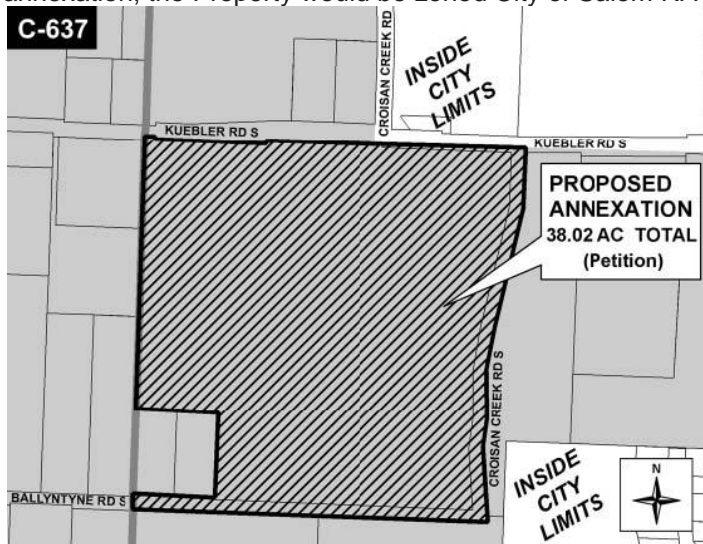 annexation, the Property would be zoned City of Salem
C-637
CROISAN CREEK RD
INSIDE
CITY
LIMITS
KUEBLER RD S
KUEBLER RD S
PROPOSED
ANNEXATION
38.02 AC TOTAL
(Petition)
CROISAN CREEK RD S
INSIDE
CITY
LIMITS
N
BALLYNTYNE RD S